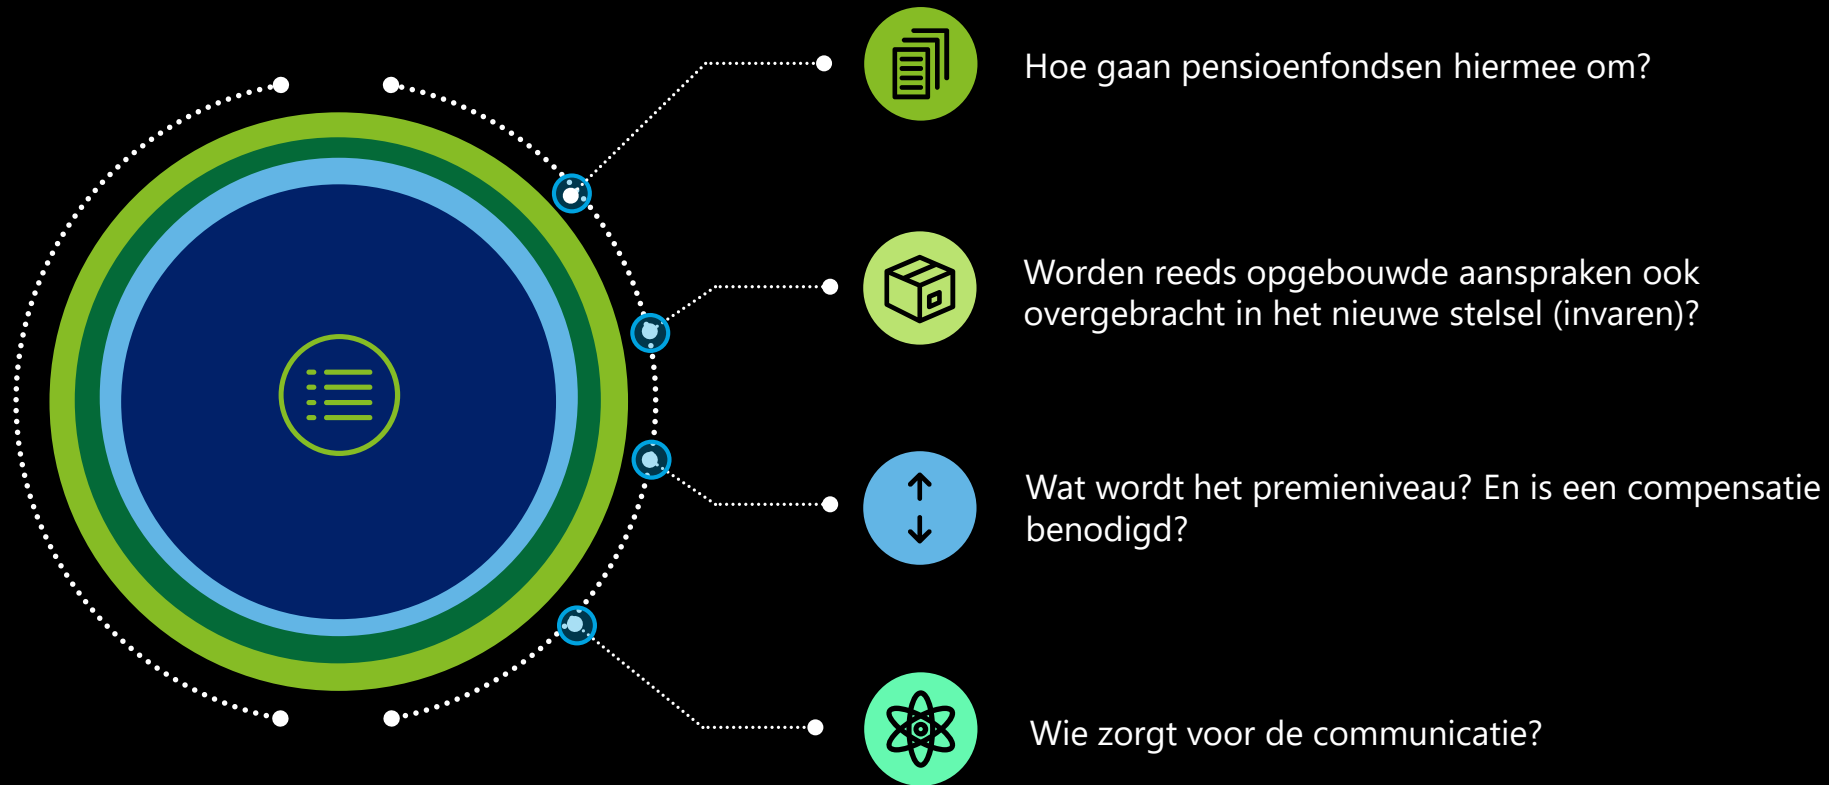 Hoe gaan pensioenfondsen hiermee om?
Worden reeds opgebouwde aanspraken ook
overgebracht in het nieuwe stelsel (invaren)?
Wat wordt het premieniveau? En is een compensatie
benodigd?
Wie zorgt voor de communicatie?